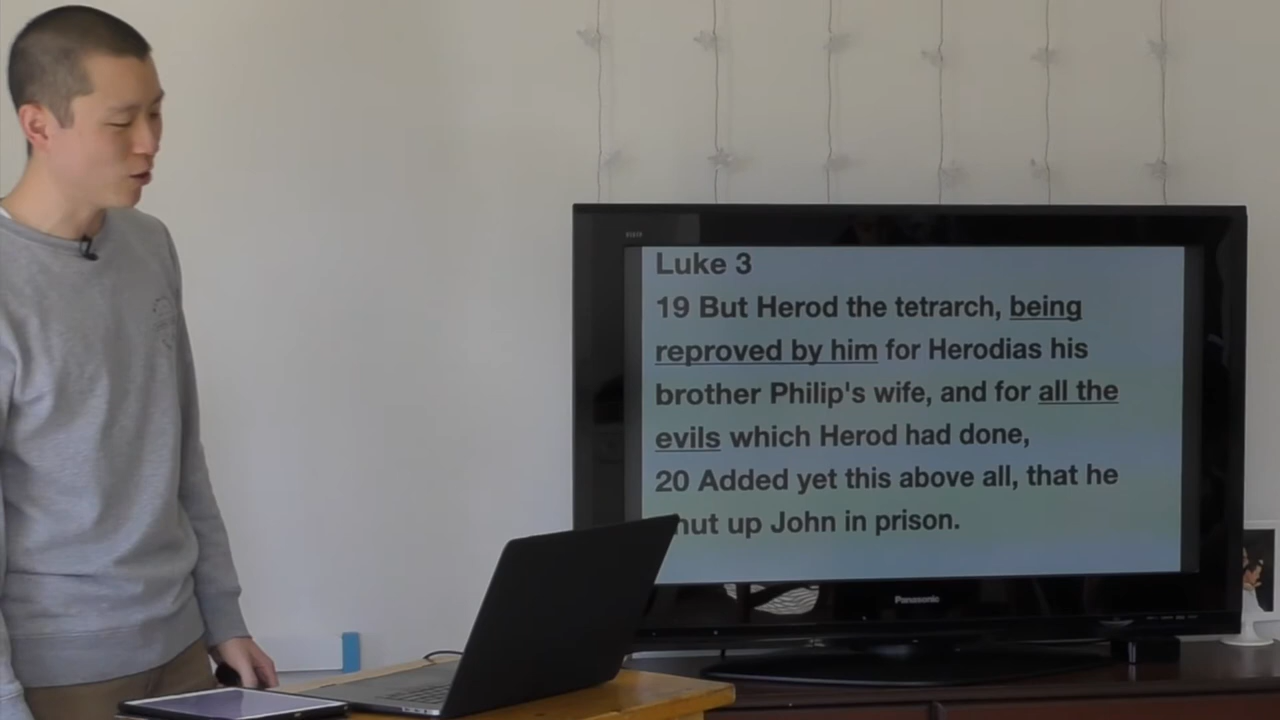 Luke 3
19 But Herod the tetrarch, being
reproved by him for Herodias his
brother Philip's wife, and for all the
evils which Herod had done,
20 Added yet this above all, that he
hut up John in prison.
Panasonic